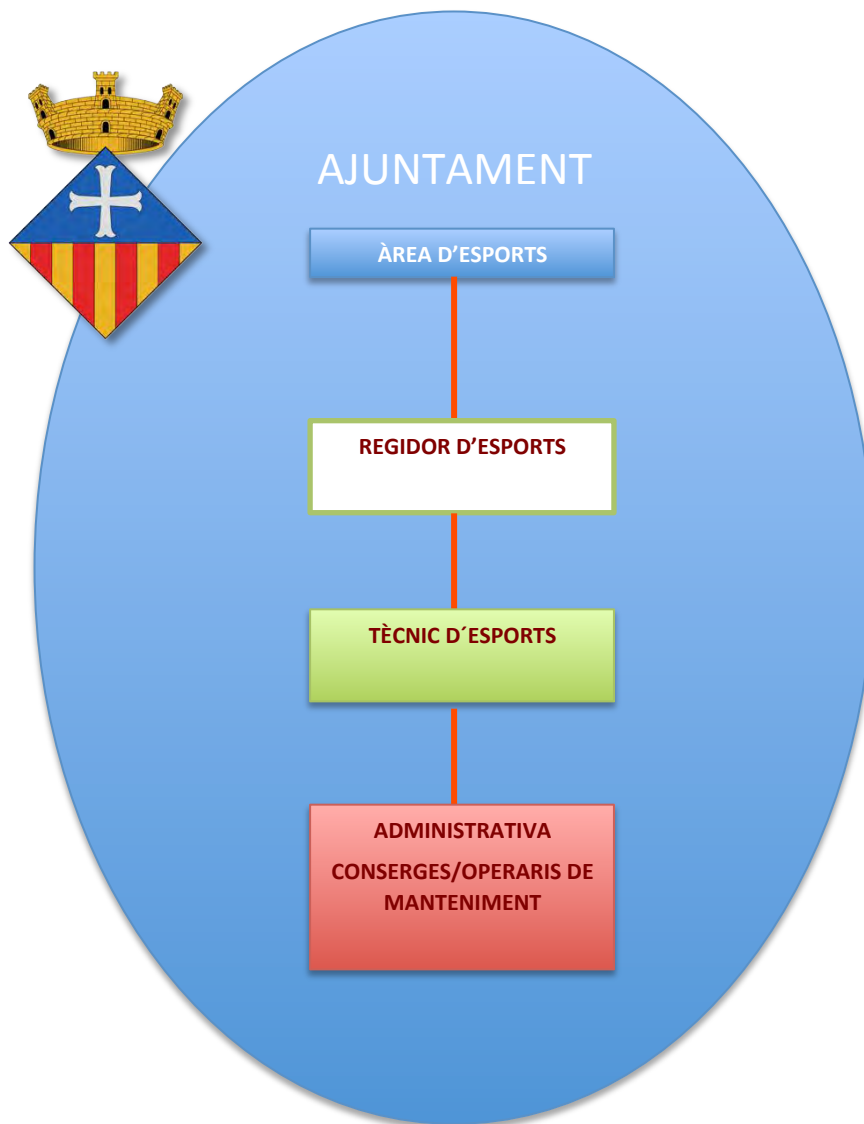 AJUNTAMENT
ÀREA D’ESPORTS
REGIDOR D’ESPORTS
TÈCNIC D´ESPORTS
ADMINISTRATIVA
CONSERGES/OPERARIS DE
MANTENIMENT